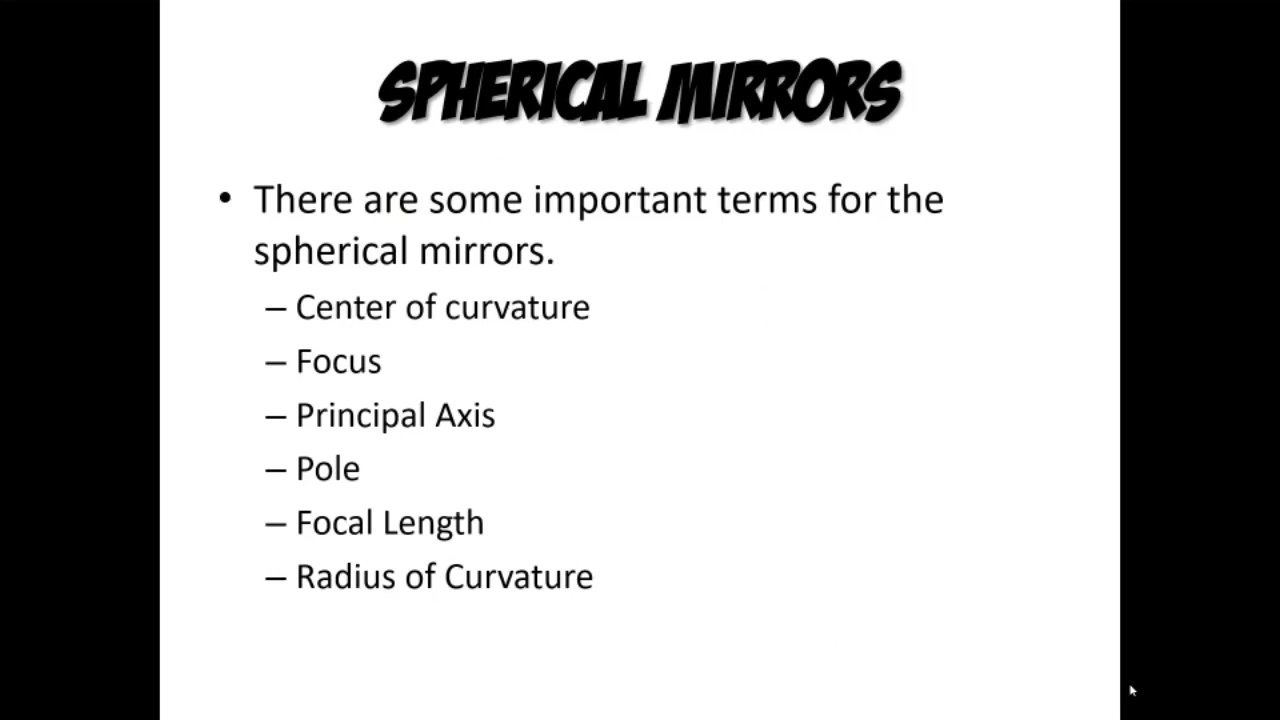 SPHERICAL MIRRORS
• There are some important terms for the
spherical mirrors.
– Center of curvature
– Focus
– Principal Axis
– Pole
– Focal Length
– Radius of Curvature